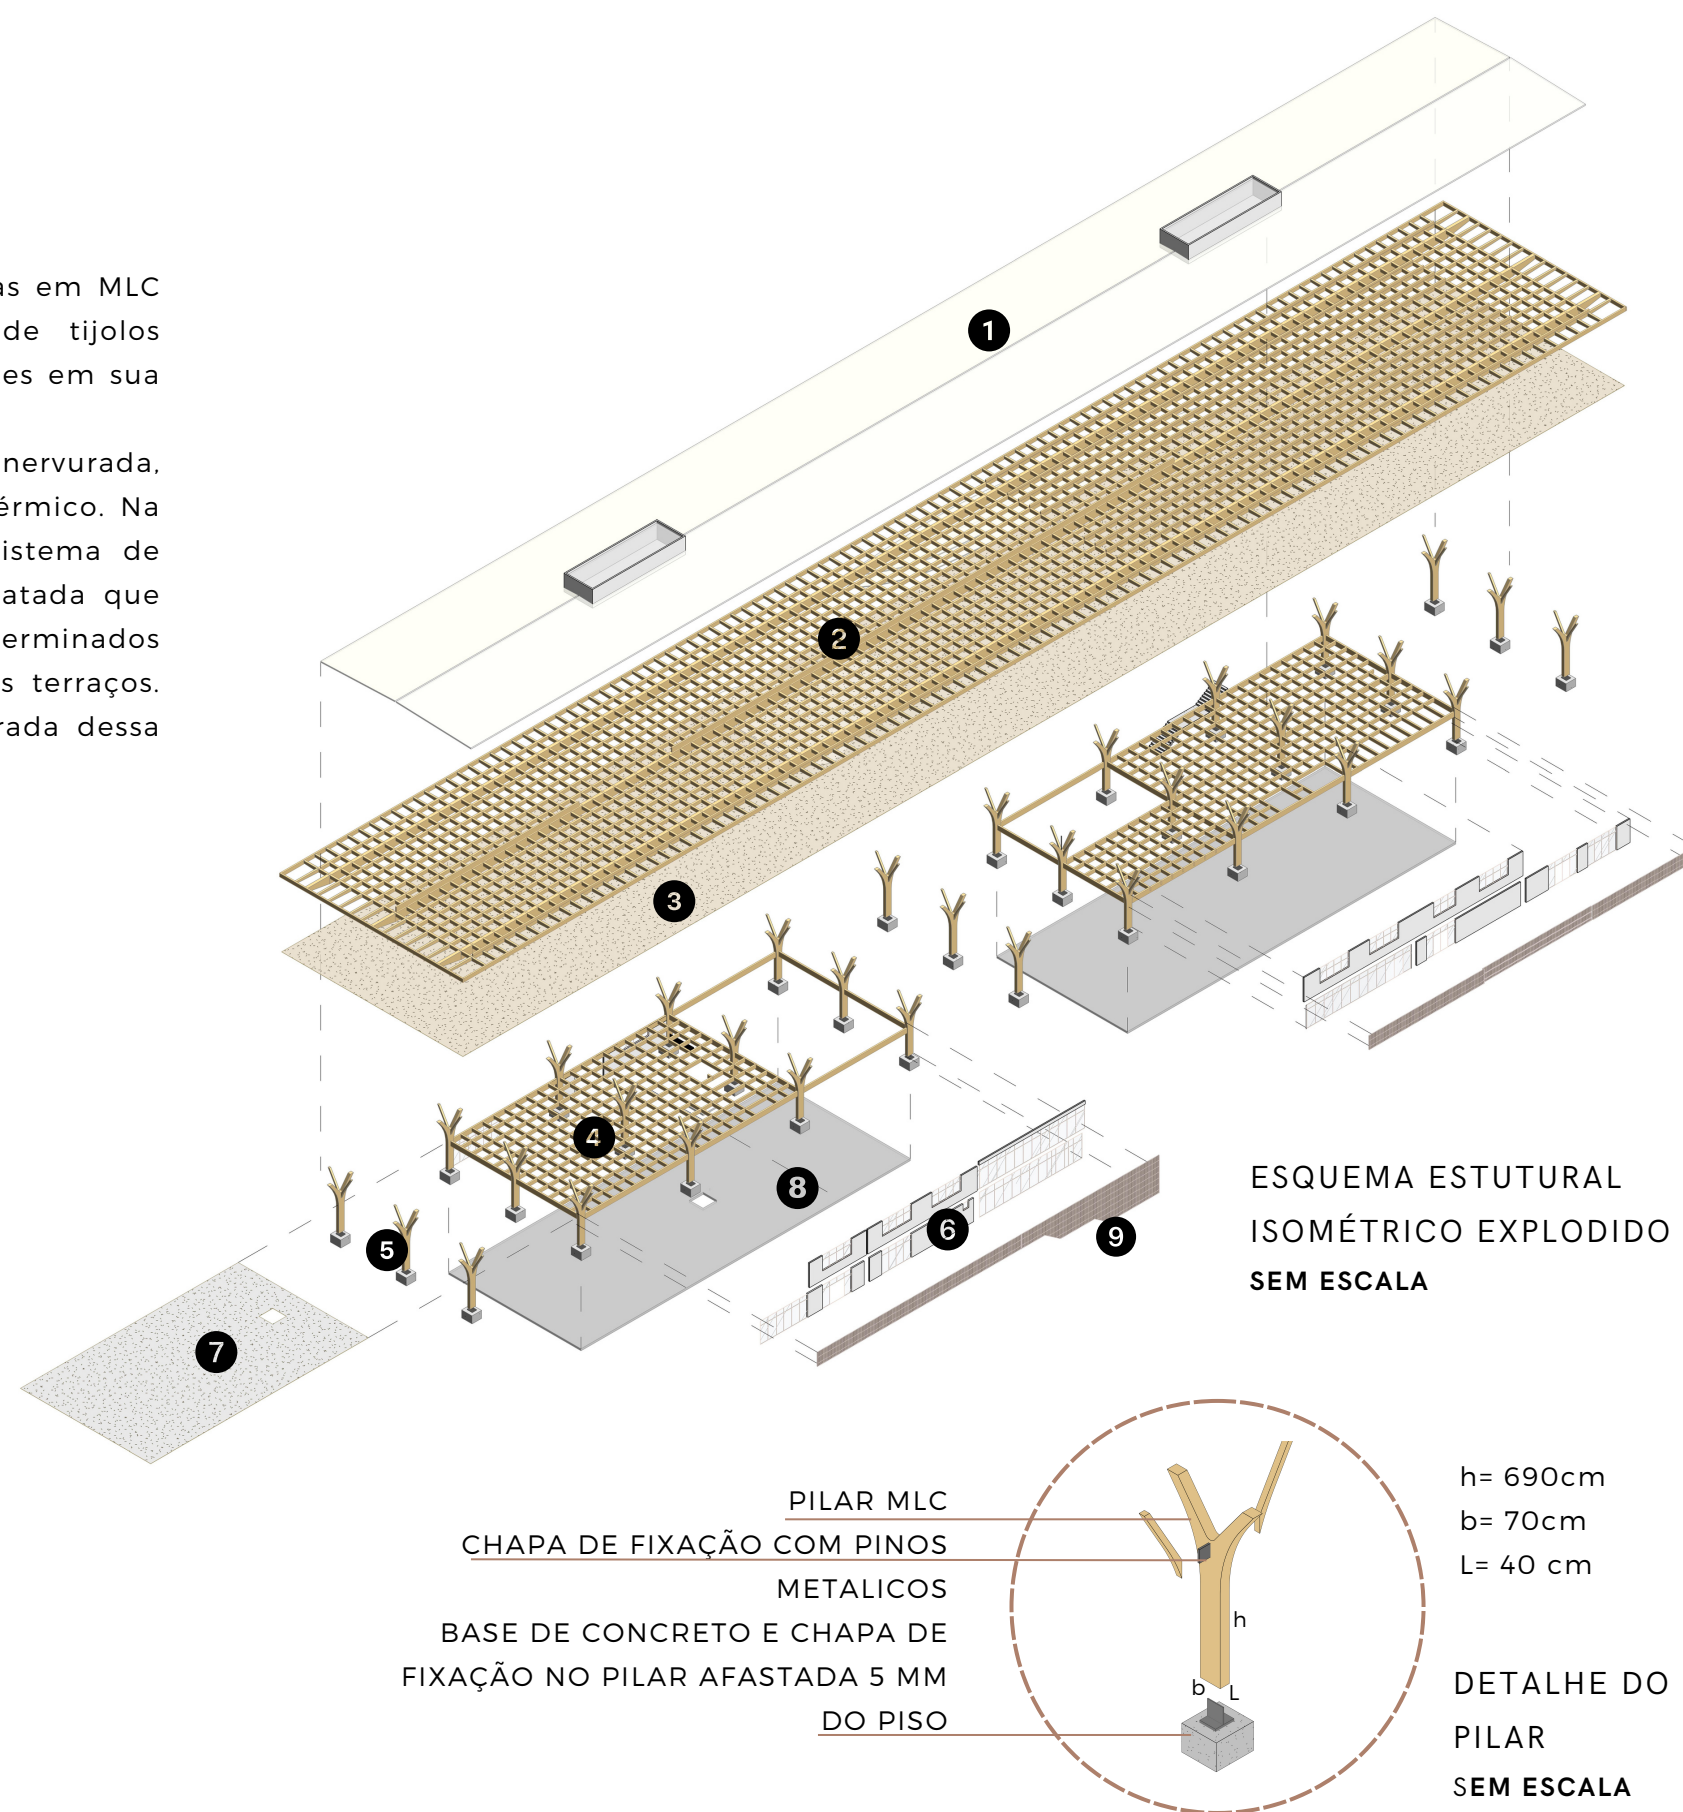 as em MLC
de tijolos
es em sua
nervurada,
érmico. Na
istema de
atada que
erminados
s terraços.
rada dessa
1
2
3
4
5
6
7
8
9
ESQUEMA ESTUTURAL
ISOMÉTRICO EXPLODIDO
SEM ESCALA
PILAR MLC
CHAPA DE FIXAÇÃO COM PINOS
METALICOS
BASE DE CONCRETO E CHAPA DE
FIXAÇÃO NO PILAR AFASTADA 5 MM
DO PISO
h
b
L
h= 690cm
b= 70cm
L= 40 cm
DETALHE DO
PILAR
SEM ESCALA